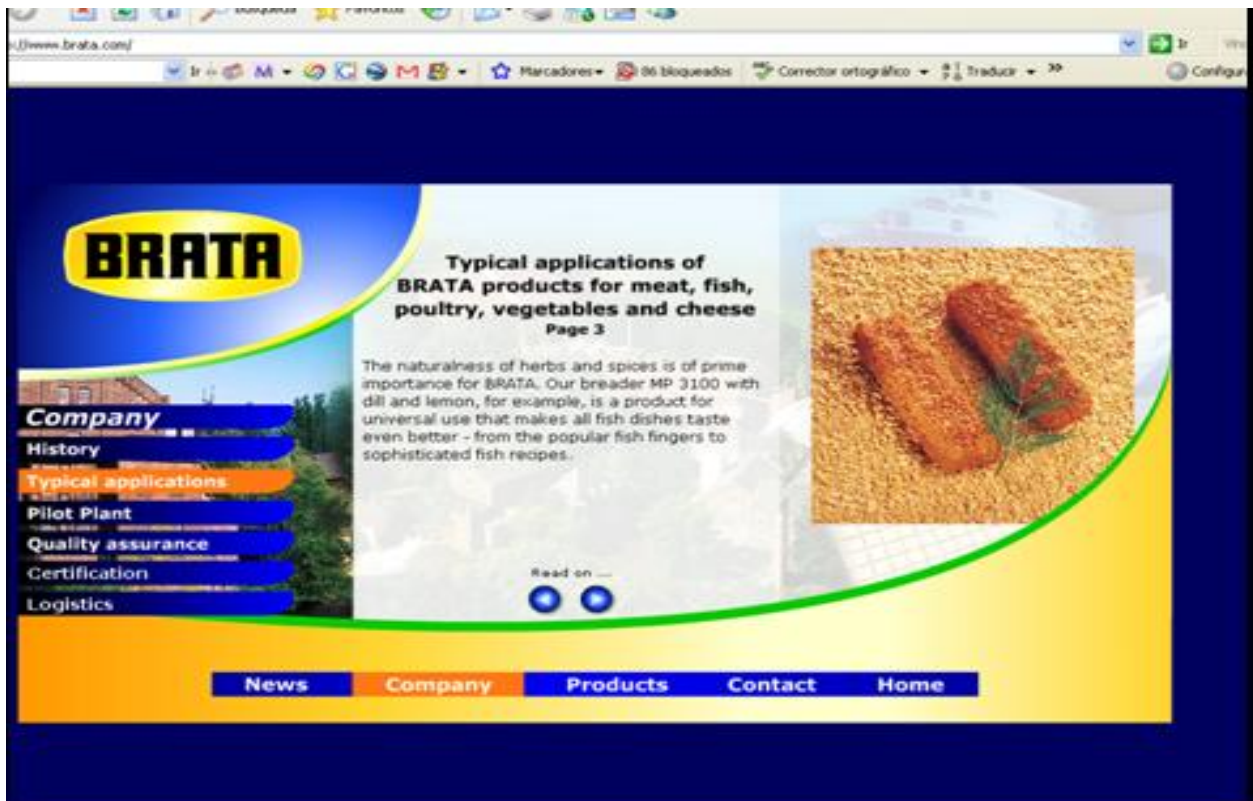 Búsqueda Favoritos
://www.brata.com/ Ir
Ir Marcadores 86 bloqueados Corrector ortográfico Traducir Configur
BRATA
Typical applications of
BRATA products for meat, fish,
poultry, vegetables and cheese
Page 3
The naturalness of herbs and spices is of prime
importance for BRATA. Our breader MP 3100 with
dill and lemon, for example, is a product for
universal use that makes all fish dishes taste
even better - from the popular fish fingers to
sophisticated fish recipes.
Read on ...
Company
History
Typical applications
Pilot Plant
Quality assurance
Certification
Logistics
News Company Products Contact Home